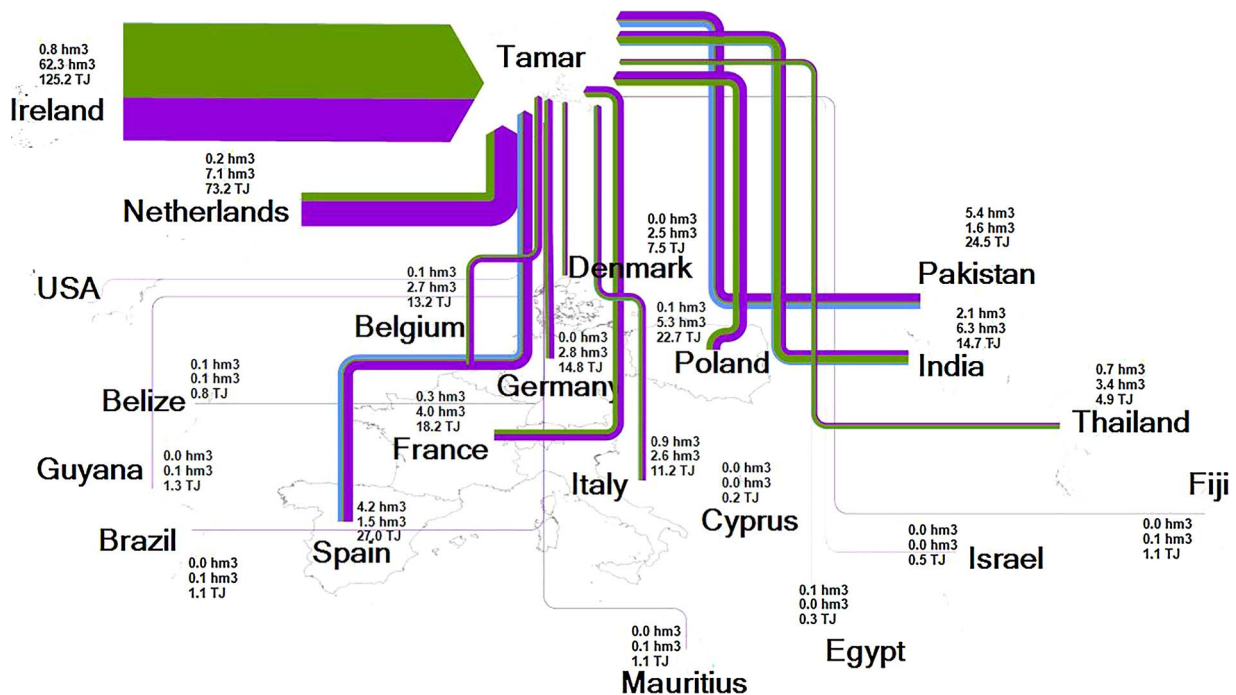 Tamar
0.8 hm3
62.3 hm3
125.2 TJ
Ireland
0.2 hm3
7.1 hm3
73.2 TJ
Netherlands
0.0 hm3
2.5 hm3
7.5 TJ
Denmark
5.4 hm3
1.6 hm3
24.5 TJ
Pakistan
USA
0.1 hm3
2.7 hm3
13.2 TJ
Belgium
0.0 hm3
2.8 hm3
14.8 TJ
Germany
0.1 hm3
5.3 hm3
22.7 TJ
Poland
2.1 hm3
6.3 hm3
14.7 TJ
India
0.1 hm3
0.1 hm3
0.8 TJ
Belize
0.3 hm3
4.0 hm3
18.2 TJ
France
0.7 hm3
3.4 hm3
4.9 TJ
Thailand
Guyana
0.0 hm3
0.1 hm3
1.3 TJ
0.9 hm3
2.6 hm3
11.2 TJ
Italy
0.0 hm3
0.0 hm3
0.2 TJ
Cyprus
Fiji
0.0 hm3
0.1 hm3
1.1 TJ
Brazil
0.0 hm3
0.1 hm3
1.1 TJ
4.2 hm3
1.5 hm3
27.0 TJ
Spain
0.0 hm3
0.0 hm3
0.5 TJ
Israel
0.1 hm3
0.0 hm3
0.3 TJ
Egypt
0.0 hm3
0.1 hm3
1.1 TJ
Mauritius